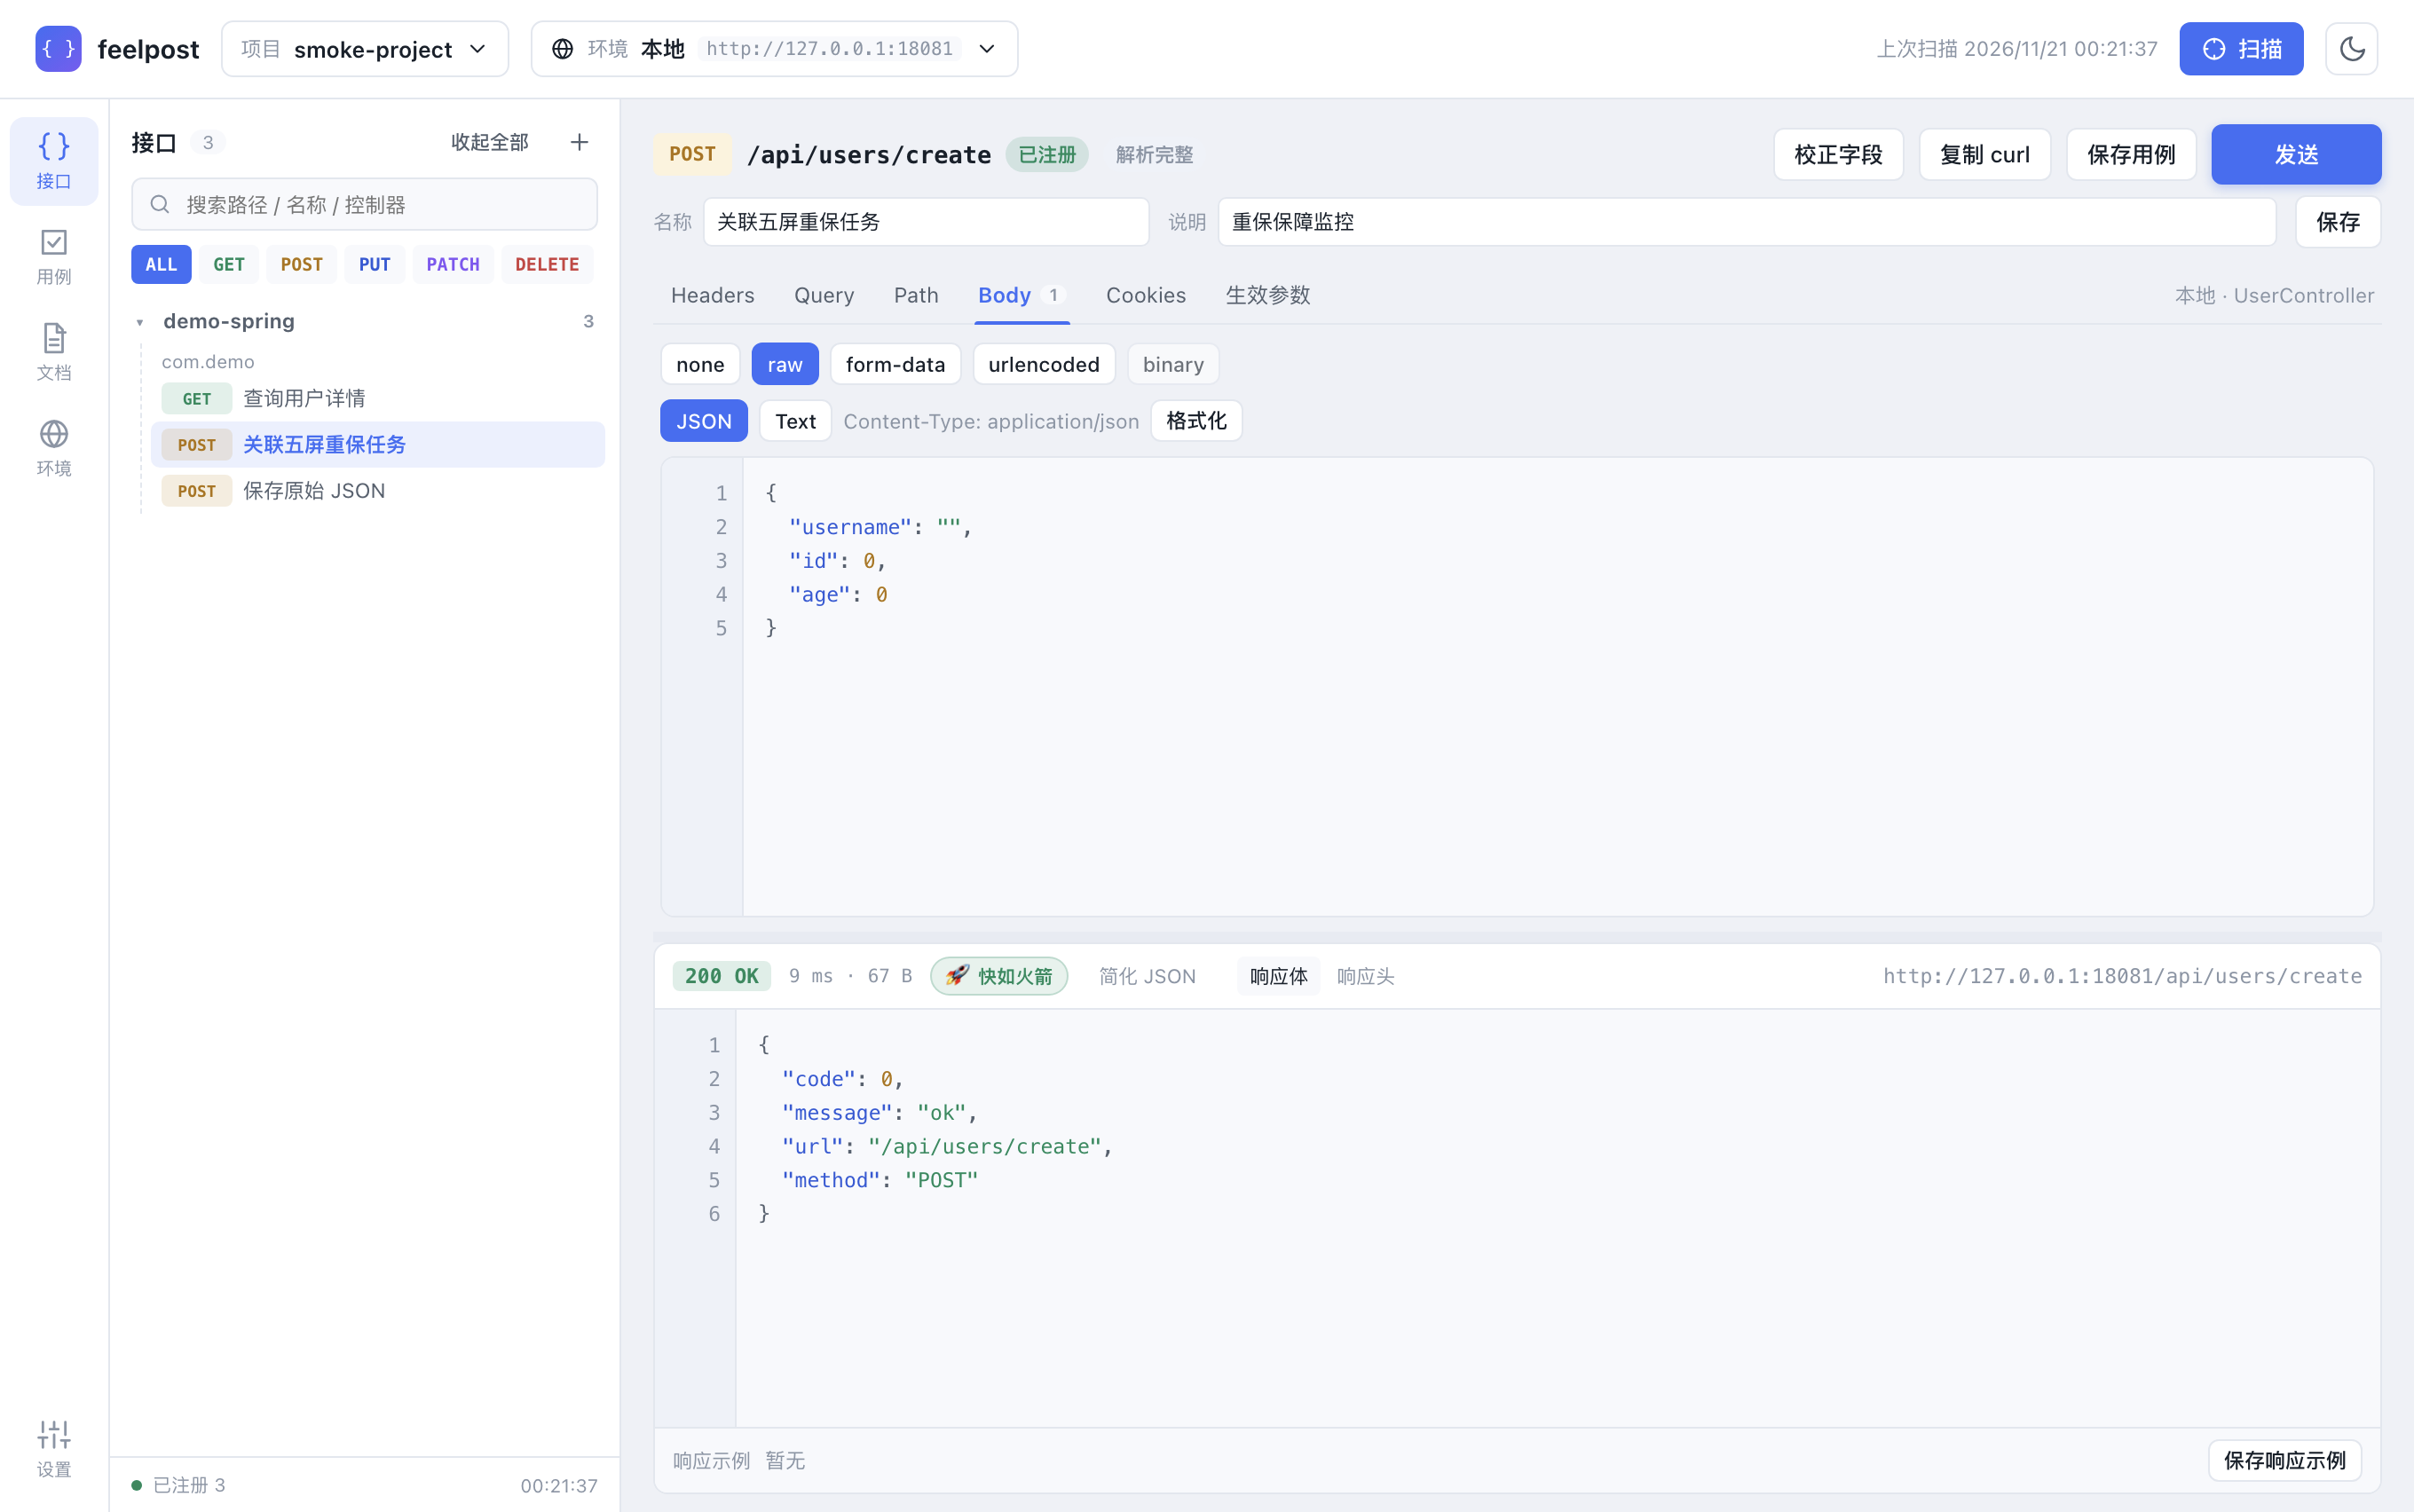 { } feelpost 项目 smoke-project 环境 本地 http://127.0.0.1:18081 上次扫描 2026/11/21 00:21:37 扫描
接口
用例
文档
环境
设置
接口 3 收起全部 +
搜索路径 / 名称 / 控制器
ALL GET POST PUT PATCH DELETE
demo-spring 3
com.demo
GET 查询用户详情
POST 关联五屏重保任务
POST 保存原始 JSON
已注册 3 00:21:37
POST /api/users/create 已注册 解析完整 校正字段 复制 curl 保存用例 发送
名称 关联五屏重保任务 说明 重保保障监控 保存
Headers Query Path Body 1 Cookies 生效参数 本地 · UserController
none raw form-data urlencoded binary
JSON Text Content-Type: application/json 格式化
1 {
2 "username": "",
3 "id": 0,
4 "age": 0
5 }
200 OK 9 ms · 67 B 🚀 快如火箭 简化 JSON 响应体 响应头 http://127.0.0.1:18081/api/users/create
1 {
2 "code": 0,
3 "message": "ok",
4 "url": "/api/users/create",
5 "method": "POST"
6 }
响应示例 暂无 保存响应示例